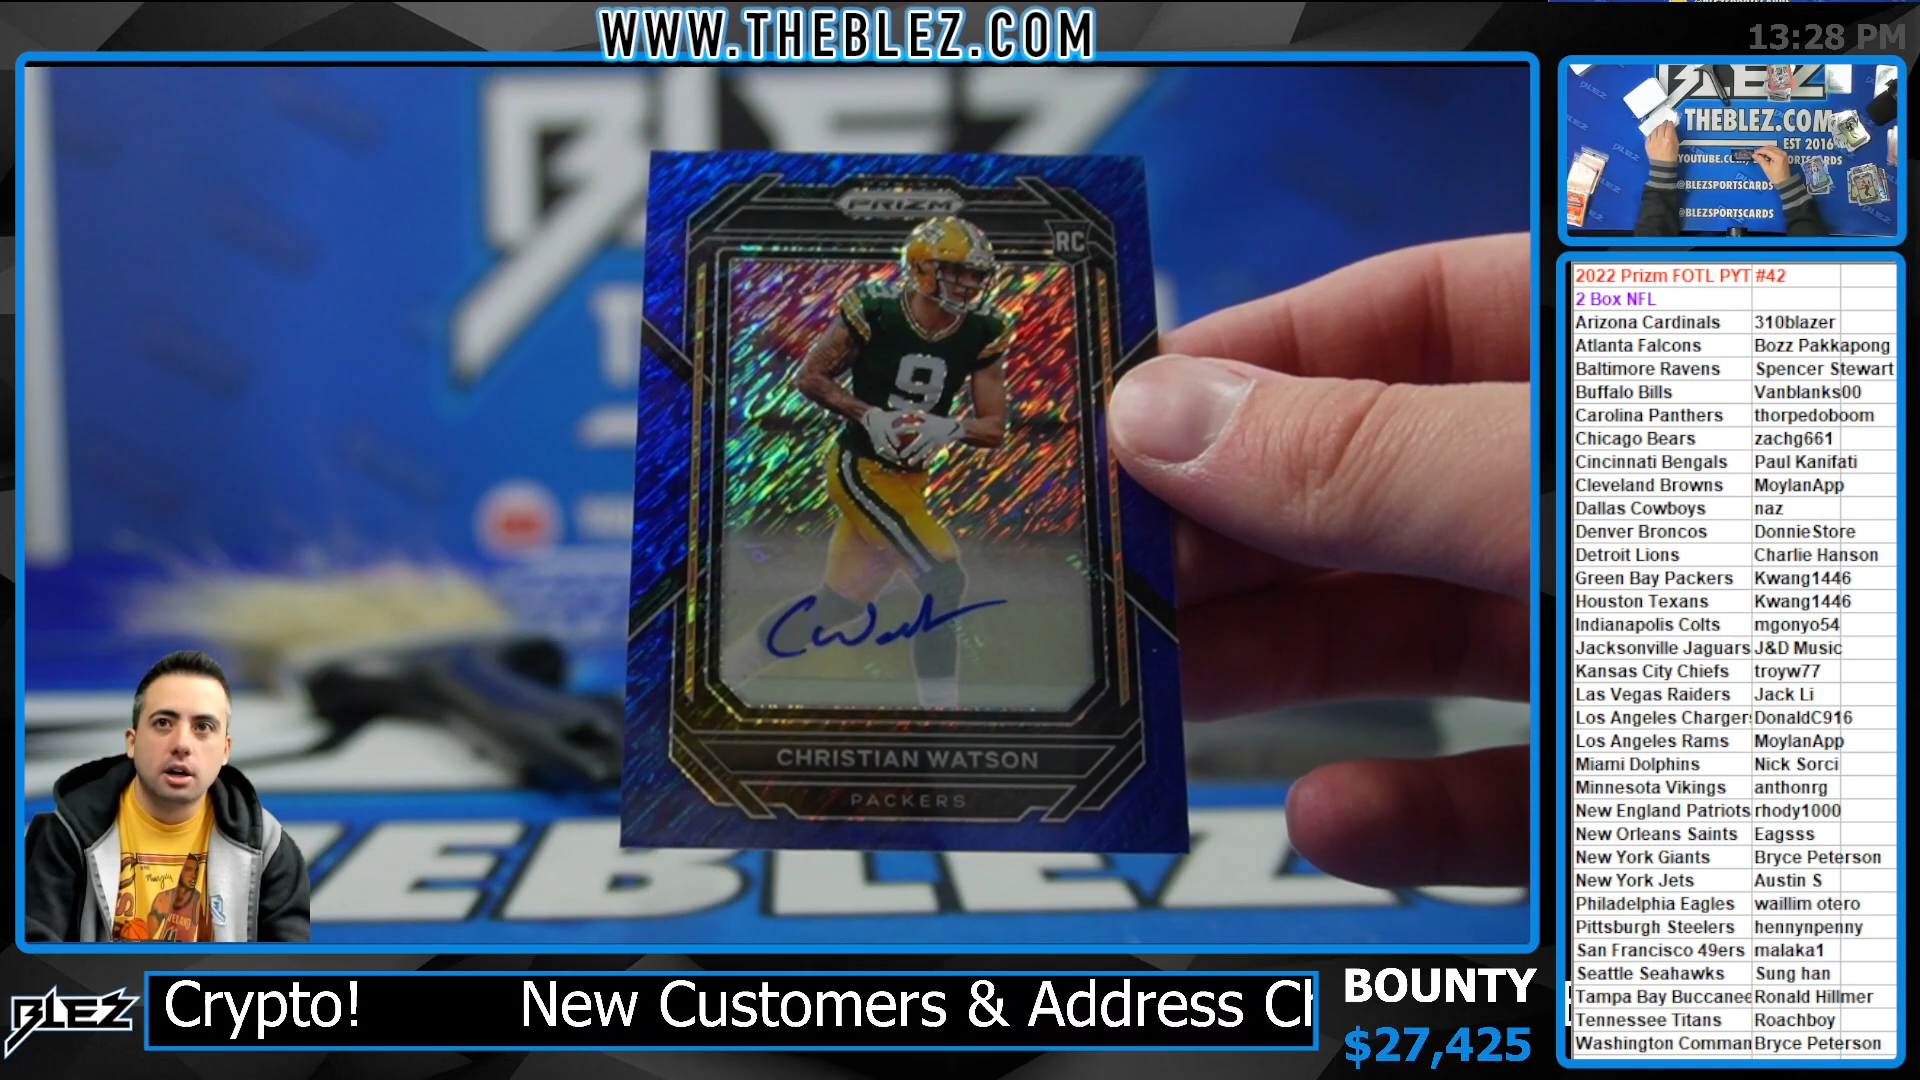 WWW.THEBLEZ.COM
13:28 PM
BLEZ
THEBLEZ.COM
EST 2016
@BLEZSPORTSCARDS
@BLEZSPORTSCARDS
PRIZM
RC
9
C Wat
CHRISTIAN WATSON
PACKERS
2022 Prizm FOTL PYT #42
2 Box NFL
Arizona Cardinals 310blazer
Atlanta Falcons Bozz Pakkapong
Baltimore Ravens Spencer Stewart
Buffalo Bills Vanblanks00
Carolina Panthers thorpedoboom
Chicago Bears zachg661
Cincinnati Bengals Paul Kanifati
Cleveland Browns MoylanApp
Dallas Cowboys naz
Denver Broncos DonnieStore
Detroit Lions Charlie Hanson
Green Bay Packers Kwang1446
Houston Texans Kwang1446
Indianapolis Colts mgonyo54
Jacksonville Jaguars J&D Music
Kansas City Chiefs troyw77
Las Vegas Raiders Jack Li
Los Angeles Chargers DonaldC916
Los Angeles Rams MoylanApp
Miami Dolphins Nick Sorci
Minnesota Vikings anthonrg
New England Patriots rhody1000
New Orleans Saints Eagsss
New York Giants Bryce Peterson
New York Jets Austin S
Philadelphia Eagles waillim otero
Pittsburgh Steelers hennynpenny
San Francisco 49ers malaka1
Seattle Seahawks Sung han
Tampa Bay Buccanee Ronald Hillmer
Tennessee Titans Roachboy
Washington Comman Bryce Peterson
BLEZ
Crypto! New Customers & Address Ch
BOUNTY
$27,425